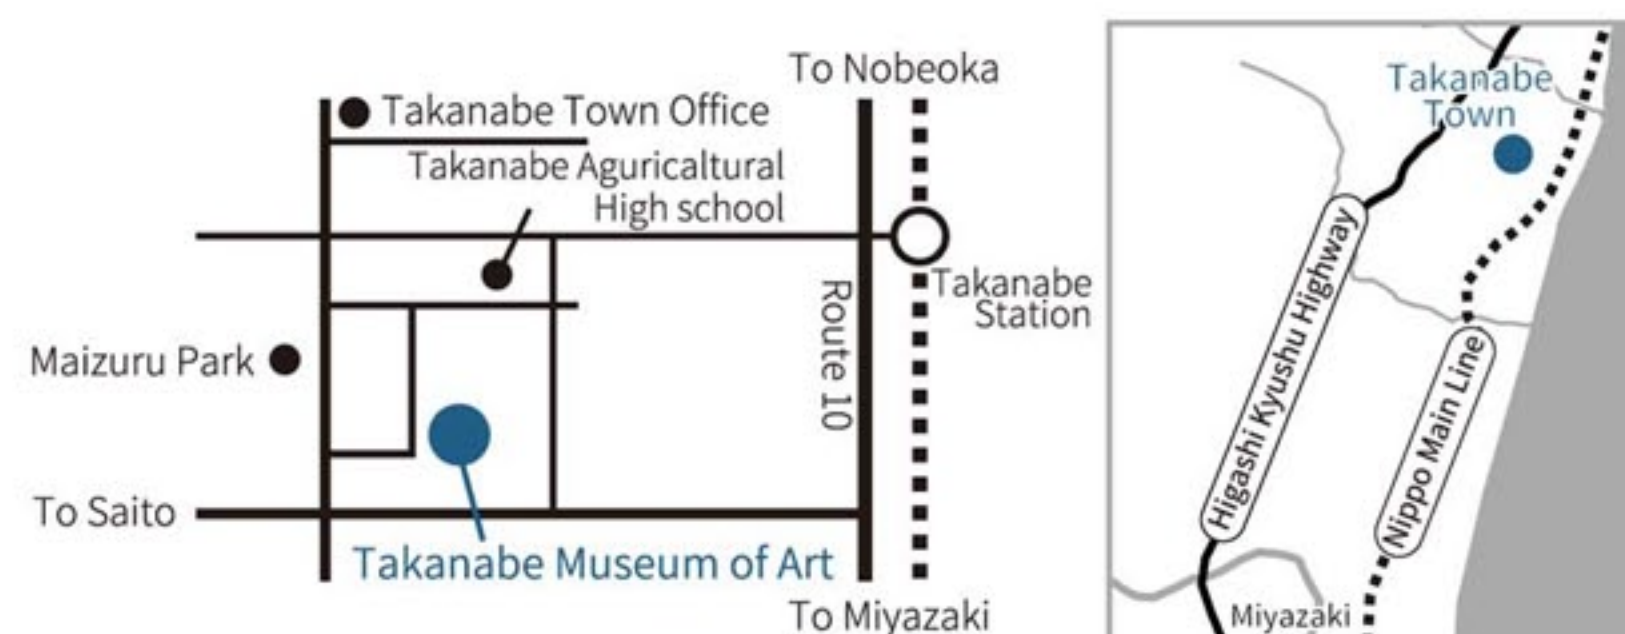 To Nobeoka
Takanabe Town Office
Takanabe Aguricaltural
High school
Takanabe
Station
Route 10
Maizuru Park
To Saito
Takanabe Museum of Art
To Miyazaki
Takanabe
Town
Higashi Kyushu Highway
Nippo Main Line
Miyazaki